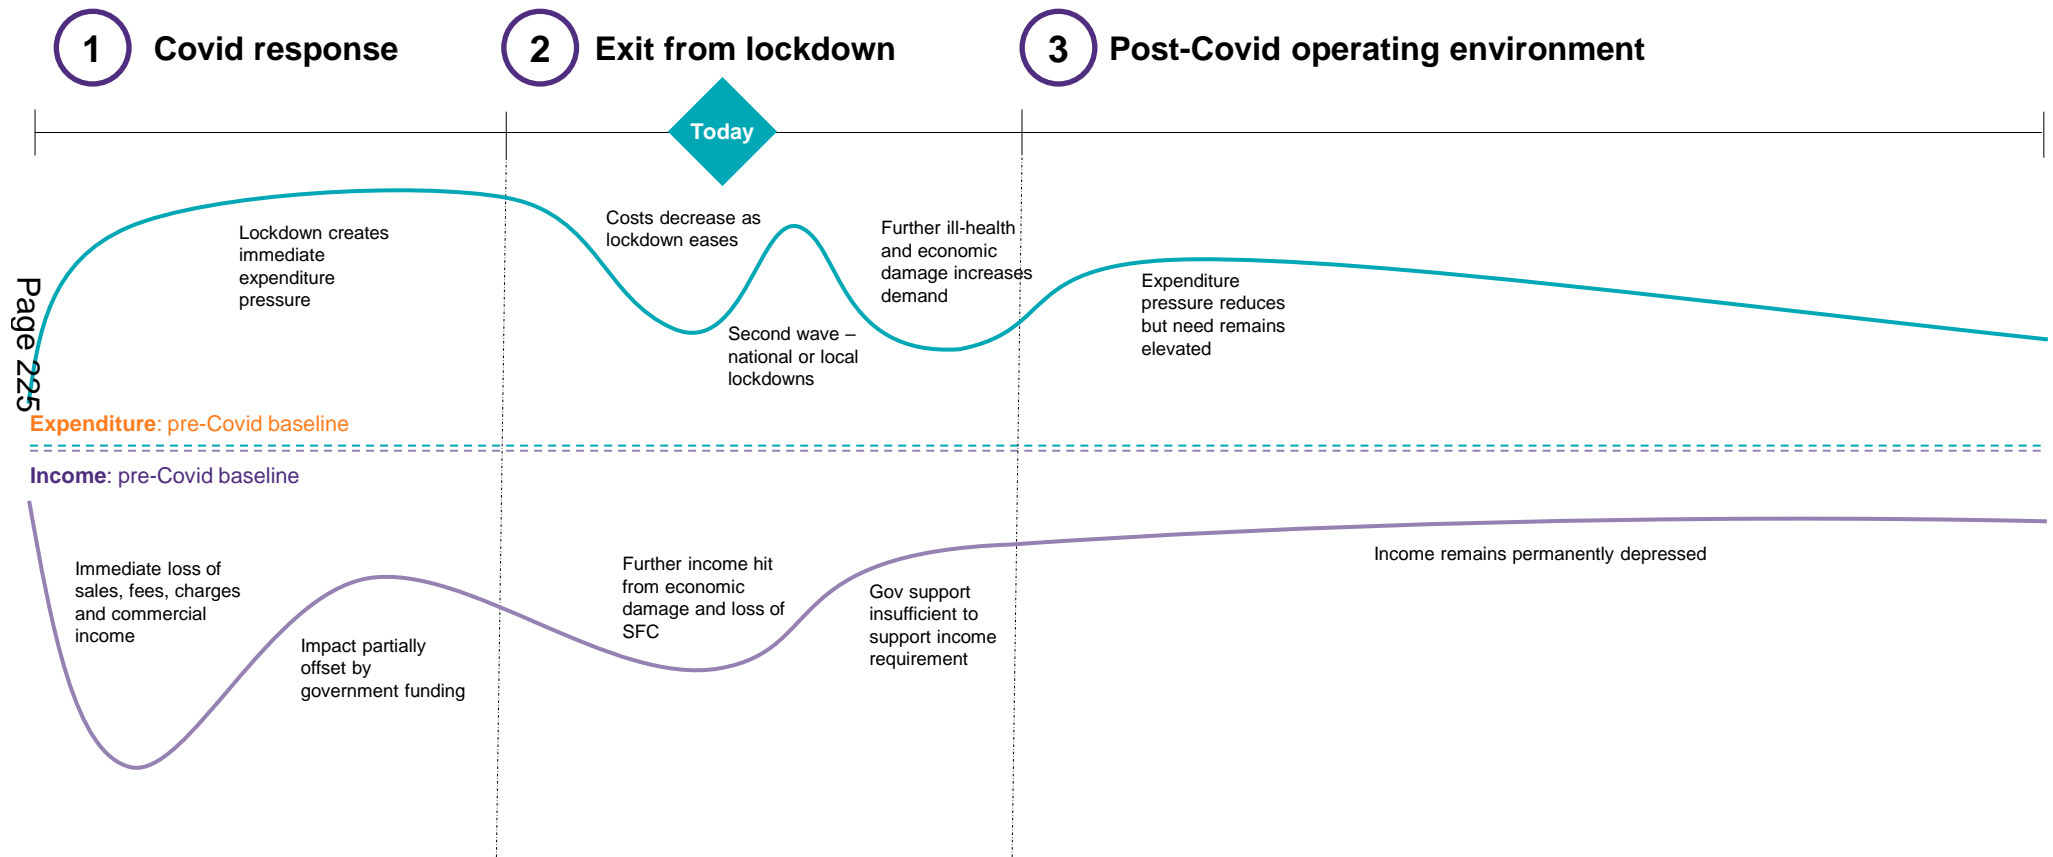 1
Covid response
2
Exit from lockdown
3
Post-Covid operating environment
Today
Lockdown creates
immediate
expenditure
pressure
Costs decrease as
lockdown eases
Second wave –
national or local
lockdowns
Further ill-health
and economic
damage increases
demand
Expenditure
pressure reduces
but need remains
elevated
Page 225
Expenditure: pre-Covid baseline
Income: pre-Covid baseline
Immediate loss of
sales, fees, charges
and commercial
income
Impact partially
offset by
government funding
Further income hit
from economic
damage and loss of
SFC
Gov support
insufficient to
support income
requirement
Income remains permanently depressed